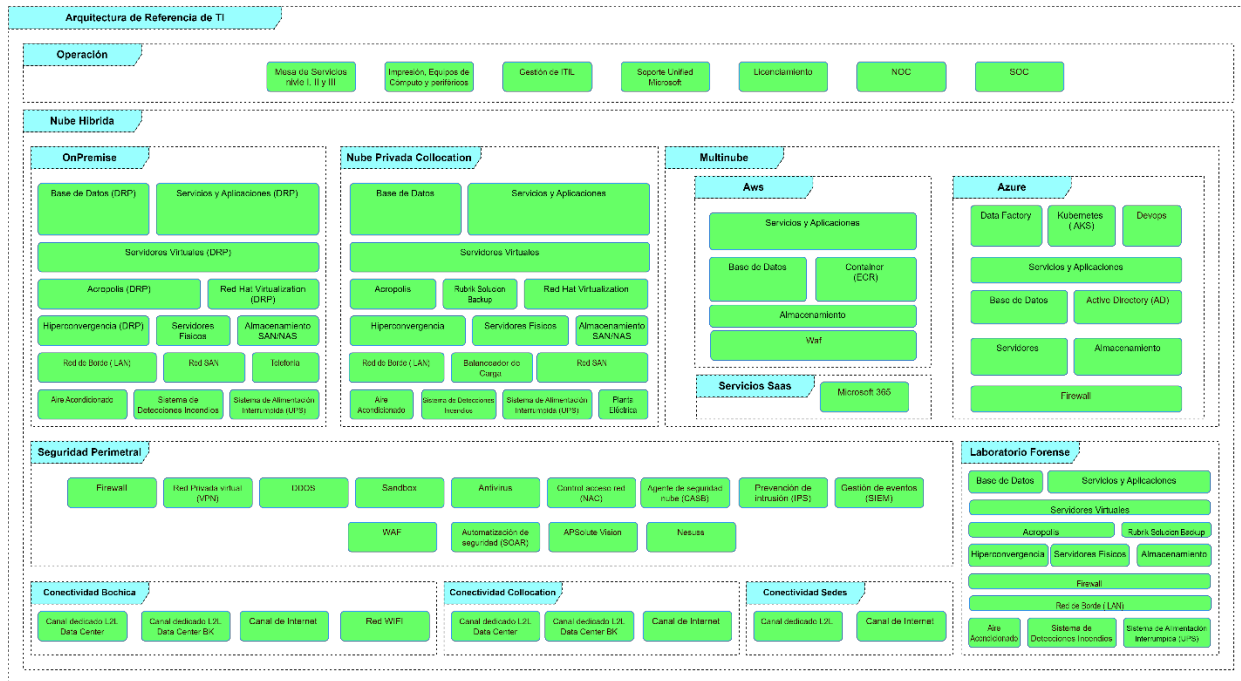 Arquitectura de Referencia de TI
Operación
Mesa de Servicios
nivle I, II y III
Impresión, Equipos de
Cómputo y periféricos
Gestión de ITIL
Soporte Unified
Microsoft
Licenciamiento
NOC
SOC
Nube Hibrida
OnPremise
Base de Datos (DRP)
Servicios y Aplicaciones (DRP)
Servidores Virtuales (DRP)
Acropolis (DRP)
Red Hat Virtualization
(DRP)
Hiperconvergencia (DRP)
Servidores
Fisicos
Almacenamiento
SAN/NAS
Red de Borde ( LAN)
Red SAN
Telefonía
Aire Acordicionado
Sistema de
Detecciones Incendios
Sistema de Alimentación
Interrumpida (UPS)
Nube Privada Collocation
Base de Datos
Servicios y Aplicaciones
Servidores Virtuales
Acropolis
Rubrik Solucion
Backup
Red Hat Virtualization
Hiperconvergencia
Servidores Fisicos
Almacenamiento
SAN/NAS
Red de Borde ( LAN)
Balanceador de
Carga
Red SAN
Aire
Acondicionado
Sistema de Detecciones
Incendios
Sistema de Alimentación
Interrumpida (UPS)
Planta
Eléctrica
Multinube
Aws
Servicios y Aplicaciones
Base de Datos
Container
(ECR)
Almacenamiento
Waf
Servicios Saas
Microsoft 365
Azure
Data Factory
Kubernetes
( AKS)
Devops
Servicios y Aplicaciones
Base de Datos
Active Directory (AD)
Servidores
Almacenamiento
Firewall
Seguridad Perimetral
Firewall
Red Privada virtual
(VPN)
DDOS
Sandbox
Antivirus
Control acceso red
(NAC)
Agente de seguridad
nube (CASB)
Prevención de
intrusión (IPS)
Gestión de eventos
(SIEM)
WAF
Automatización de
seguridad (SOAR)
APSolute Vision
Nessus
Laboratorio Forense
Base de Datos
Servicios y Aplicaciones
Servidores Virtuales
Acropolis
Rubrik Solucion Backup
Hiperconvergencia
Servidores Fisicos
Almacenamiento
Firewall
Red de Borde ( LAN)
Aire
Acondicionado
Sistema de
Detecciones Incendios
Sistema de Alimentación
Interrumpida (UPS)
Conectividad Bochica
Canal dedicado L2L
Data Center
Canal dedicado L2L
Data Center BK
Canal de Internet
Red WIFI
Conectividad Collocation
Canal dedicado L2L
Data Center
Canal dedicado L2L
Data Center BK
Canal de Internet
Conectividad Sedes
Canal dedicado L2L
Canal de Internet